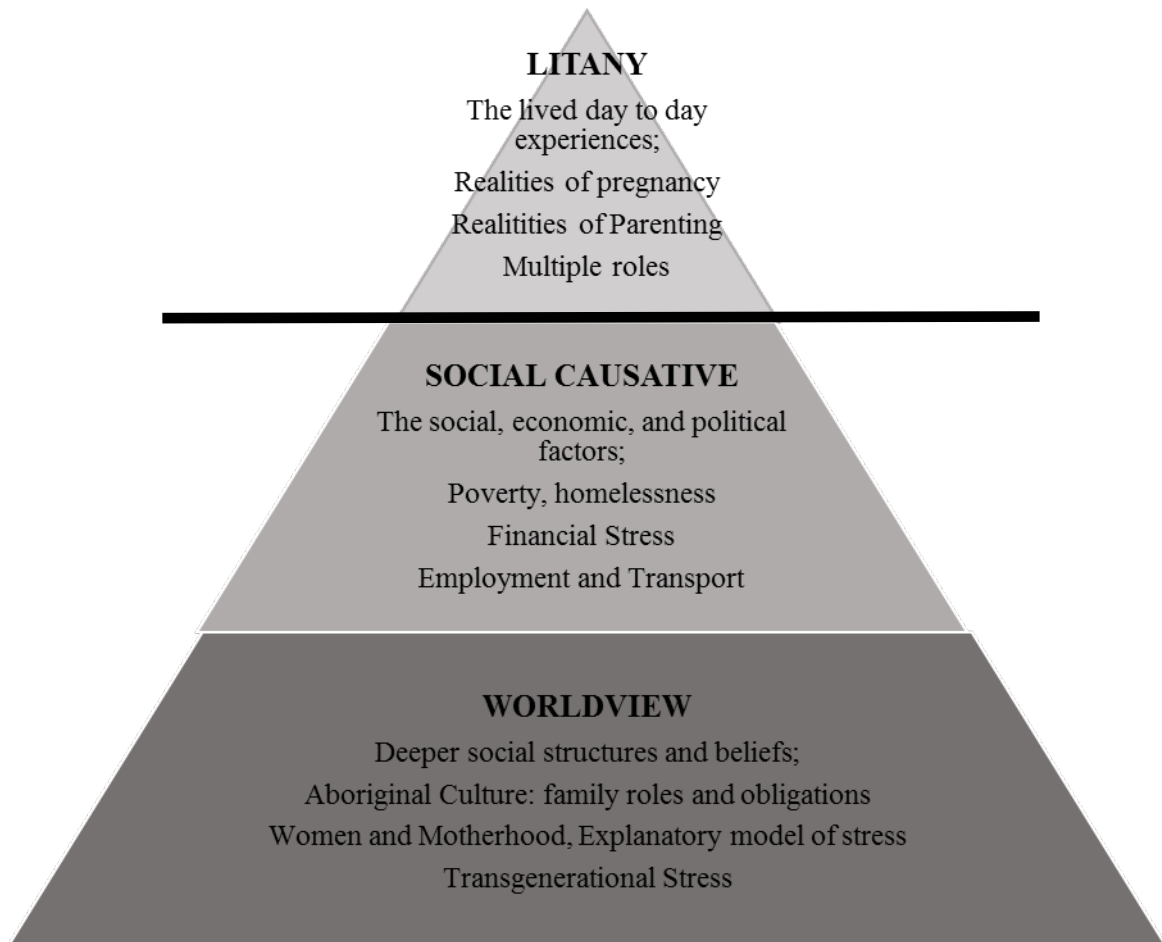 LITANY
The lived day to day
experiences;
Realities of pregnancy
Realitities of Parenting
Multiple roles
SOCIAL CAUSATIVE
The social, economic, and political
factors;
Poverty, homelessness
Financial Stress
Employment and Transport
WORLDVIEW
Deeper social structures and beliefs;
Aboriginal Culture: family roles and obligations
Women and Motherhood, Explanatory model of stress
Transgenerational Stress